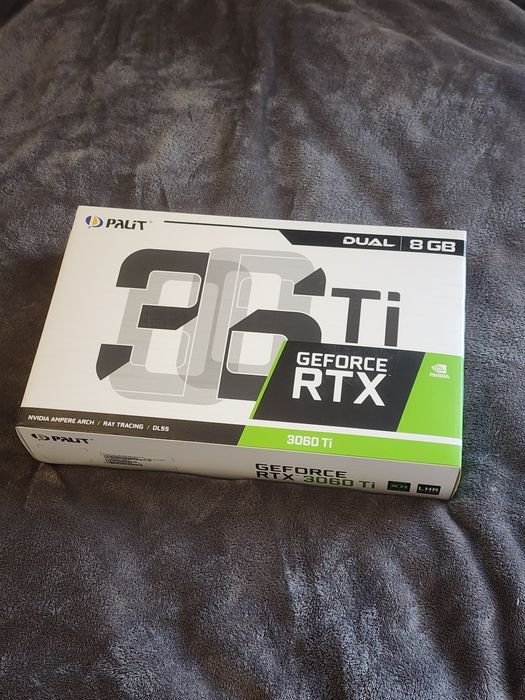 PALiT
DUAL 8 GB
36 Ti
GEFORCE
RTX
NVIDIA
NVIDIA AMPERE ARCH / RAY TRACING / DLSS
3060 Ti
PALiT
GEFORCE
RTX 3060 Ti
LHR